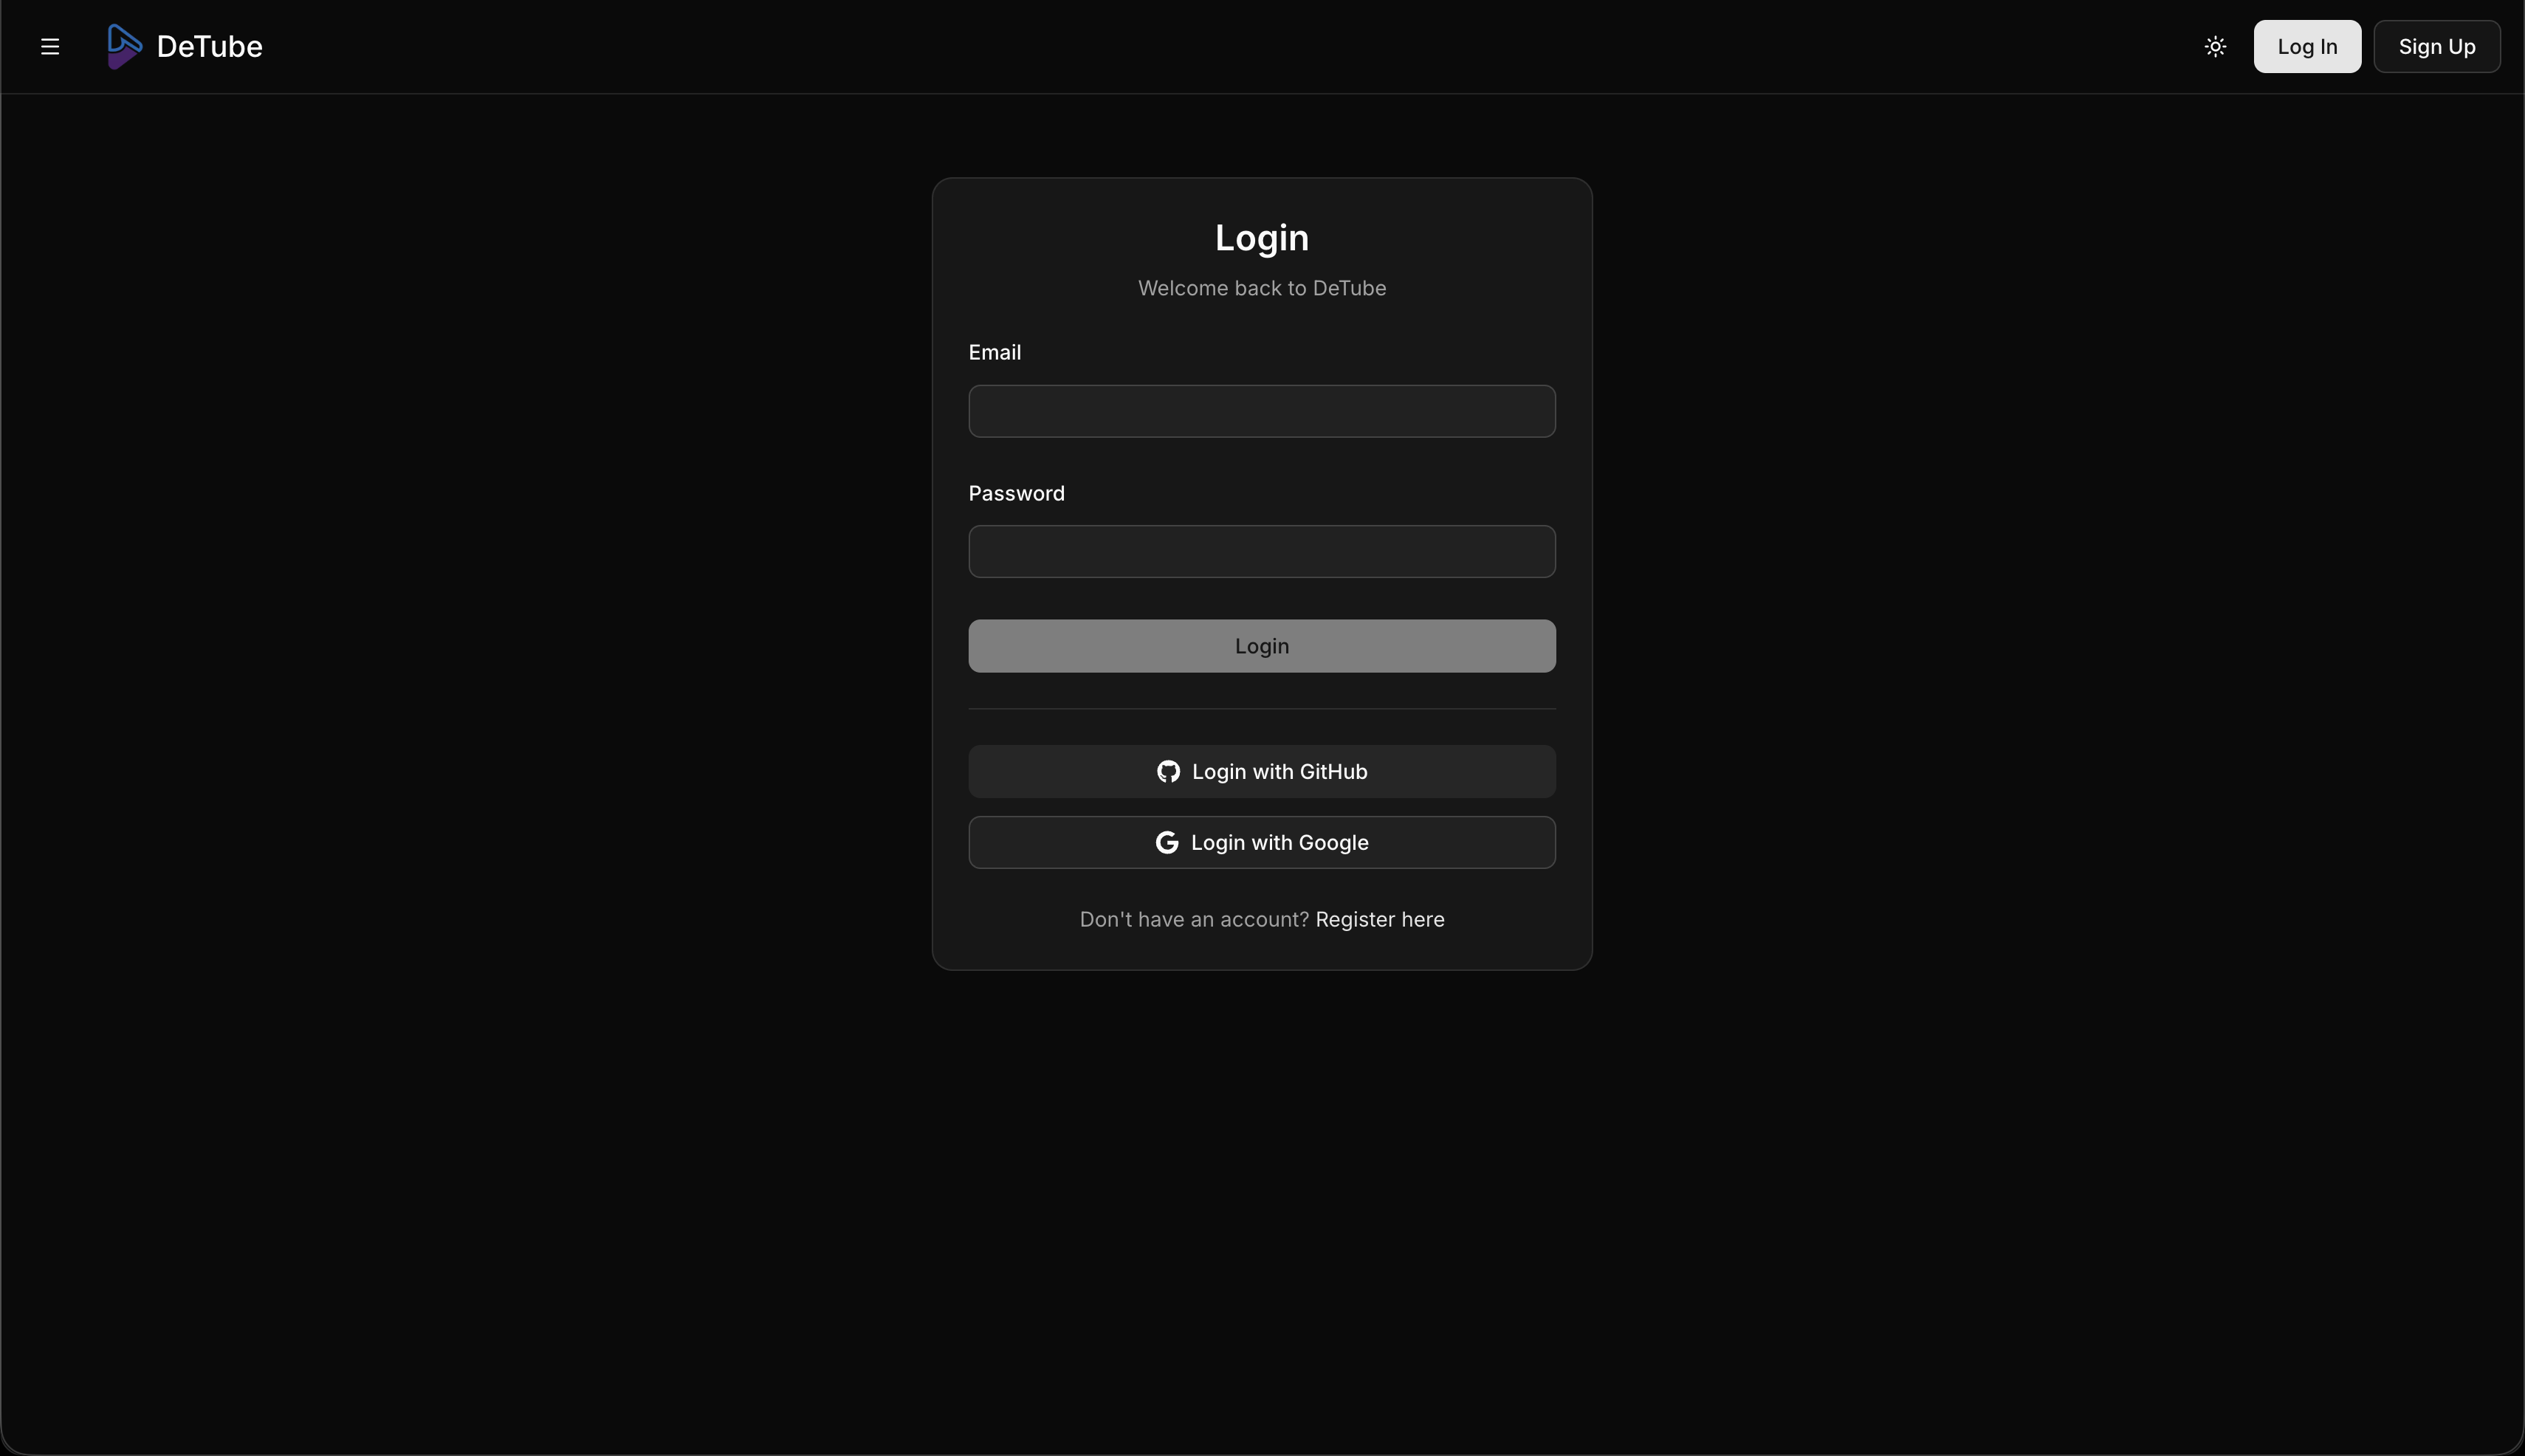 DeTube
Log In
Sign Up
Login
Welcome back to DeTube
Email
Password
Login
Login with GitHub
Login with Google
Don't have an account? Register here